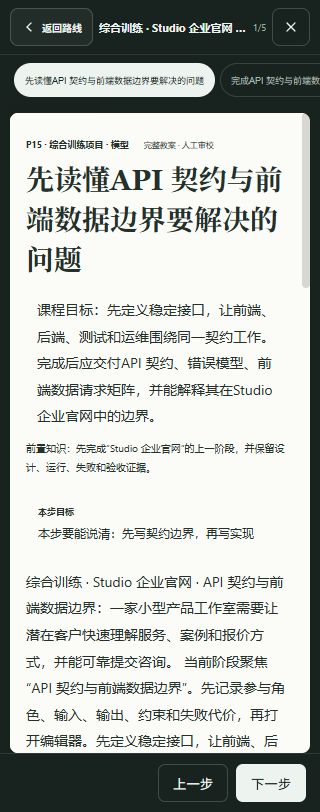 返回路线
综合训练 · Studio 企业官网 ...
1/5
先读懂API 契约与前端数据边界要解决的问题
完成API 契约与前端数
P15 · 综合训练项目 · 模型
完整教案 · 人工审校
先读懂API 契约与前
端数据边界要解决的
问题
课程目标：先定义稳定接口，让前端、
后端、测试和运维围绕同一契约工作。
完成后应交付API 契约、错误模型、前
端数据请求矩阵，并能解释其在Studio
企业官网中的边界。
前置知识：先完成“Studio 企业官网”的上一阶段，并保留设
计、运行、失败和验收证据。
本步目标
本步要能说清：先写契约边界，再写实现
综合训练 · Studio 企业官网 · API 契约与前
端数据边界：一家小型产品工作室需要让
潜在客户快速理解服务、案例和报价方
式，并能可靠提交咨询。 当前阶段聚焦
“API 契约与前端数据边界”。先记录参与角
色、输入、输出、约束和失败代价，再打
开编辑器。先定义稳定接口，让前端、后
上一步
下一步